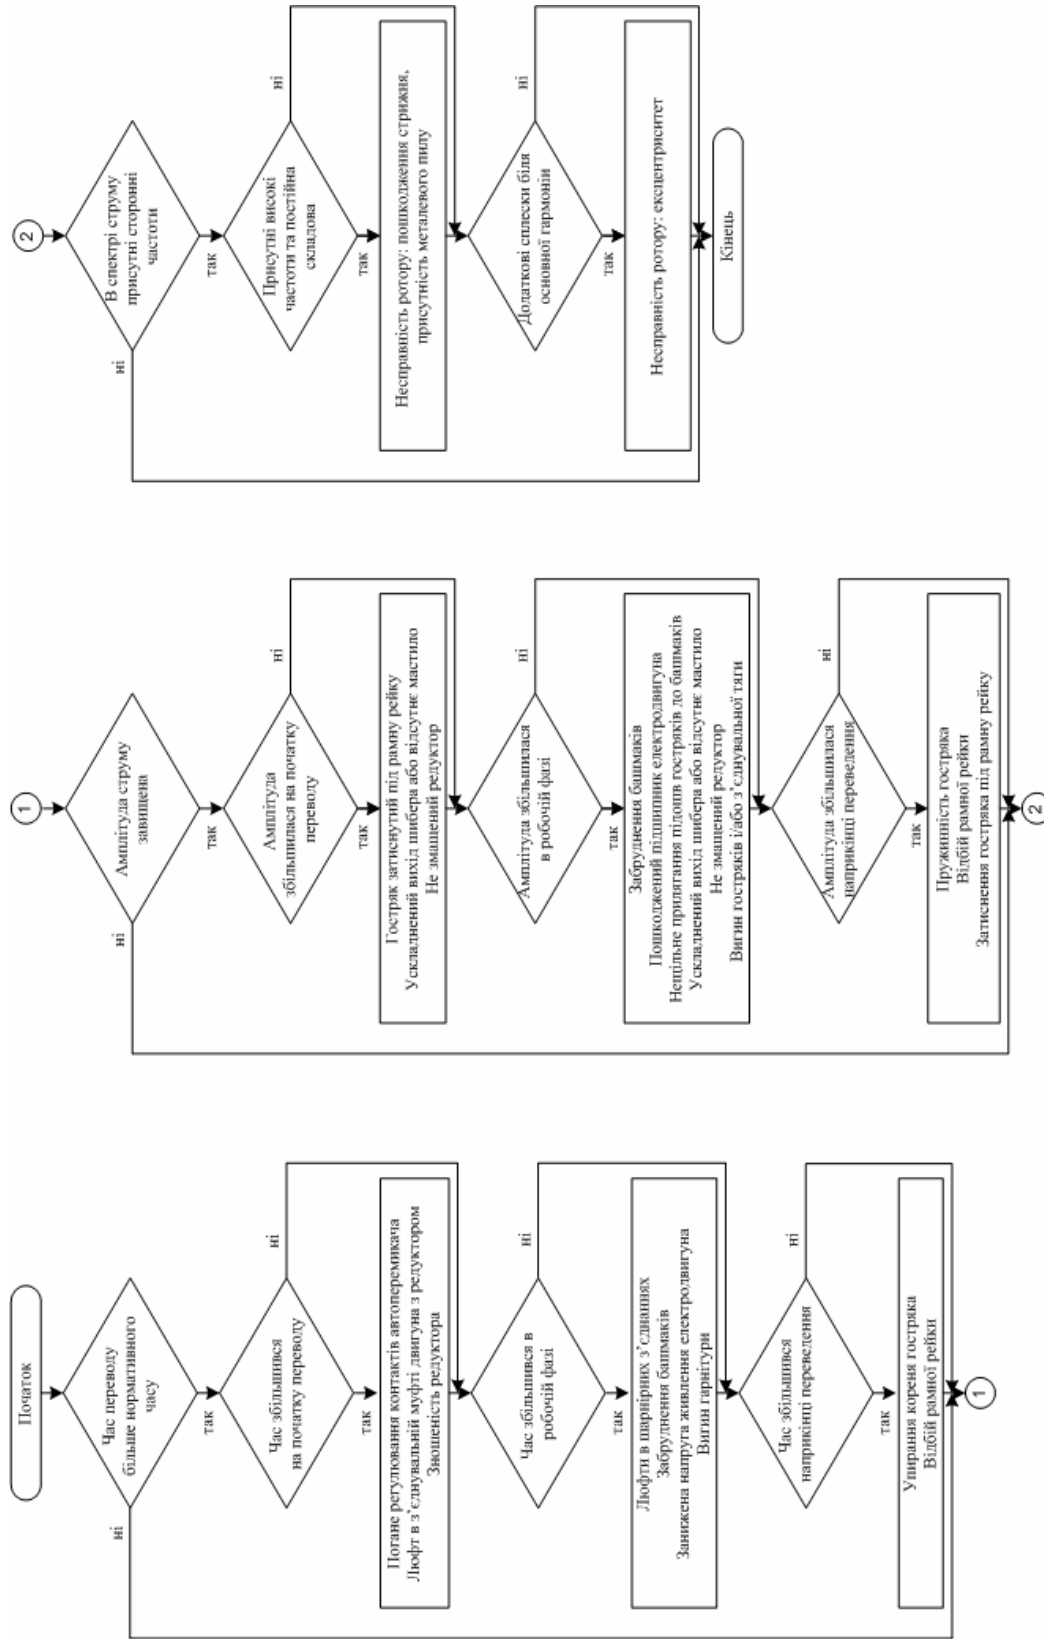 Початок
Час переводу
більше нормативного
часу
ні
так
Час збільшився
на початку переводу
ні
так
Погане регулювання контактів автоперемикача
Люфт в з’єднувальній муфті двигуна з редуктором
Зношеність редуктора
Час збільшився в
робочій фазі
ні
так
Люфти в шарнірних з’єднаннях
Забруднення башмаків
Занижена напруга живлення електродвигуна
Вигин гарнітури
Час збільшився
наприкінці переведення
ні
так
Упирання кореня гостряка
Відбій рамної рейки
1
1
Амплітуда струму
завищена
ні
так
Амплітуда
збільшилася на початку
переводу
ні
так
Гостряк затиснутий під рамну рейку
Ускладнений вихід шибера або відсутнє мастило
Не змащений редуктор
Амплітуда збільшилася
в робочій фазі
ні
так
Забруднення башмаків
Пошкоджений підшипник електродвигуна
Нещільне прилягання підошв гостряків до башмаків
Ускладнений вихід шибера або відсутнє мастило
Не змащений редуктор
Вигин гостряків і/або з’єднувальної тяги
Амплітуда збільшилася
наприкінці переведення
ні
так
Пружинність гостряка
Відбій рамної рейки
Затиснення гостряка під рамну рейку
2
2
В спектрі струму
присутні сторонні
частоти
ні
так
Присутні високі
частоти та постійна
складова
ні
так
Несправність ротору: пошкодження стрижня,
присутність металевого пилу
Додаткові сплески біля
основної гармоніи
ні
так
Несправність ротору: ексцентриситет
Кінець